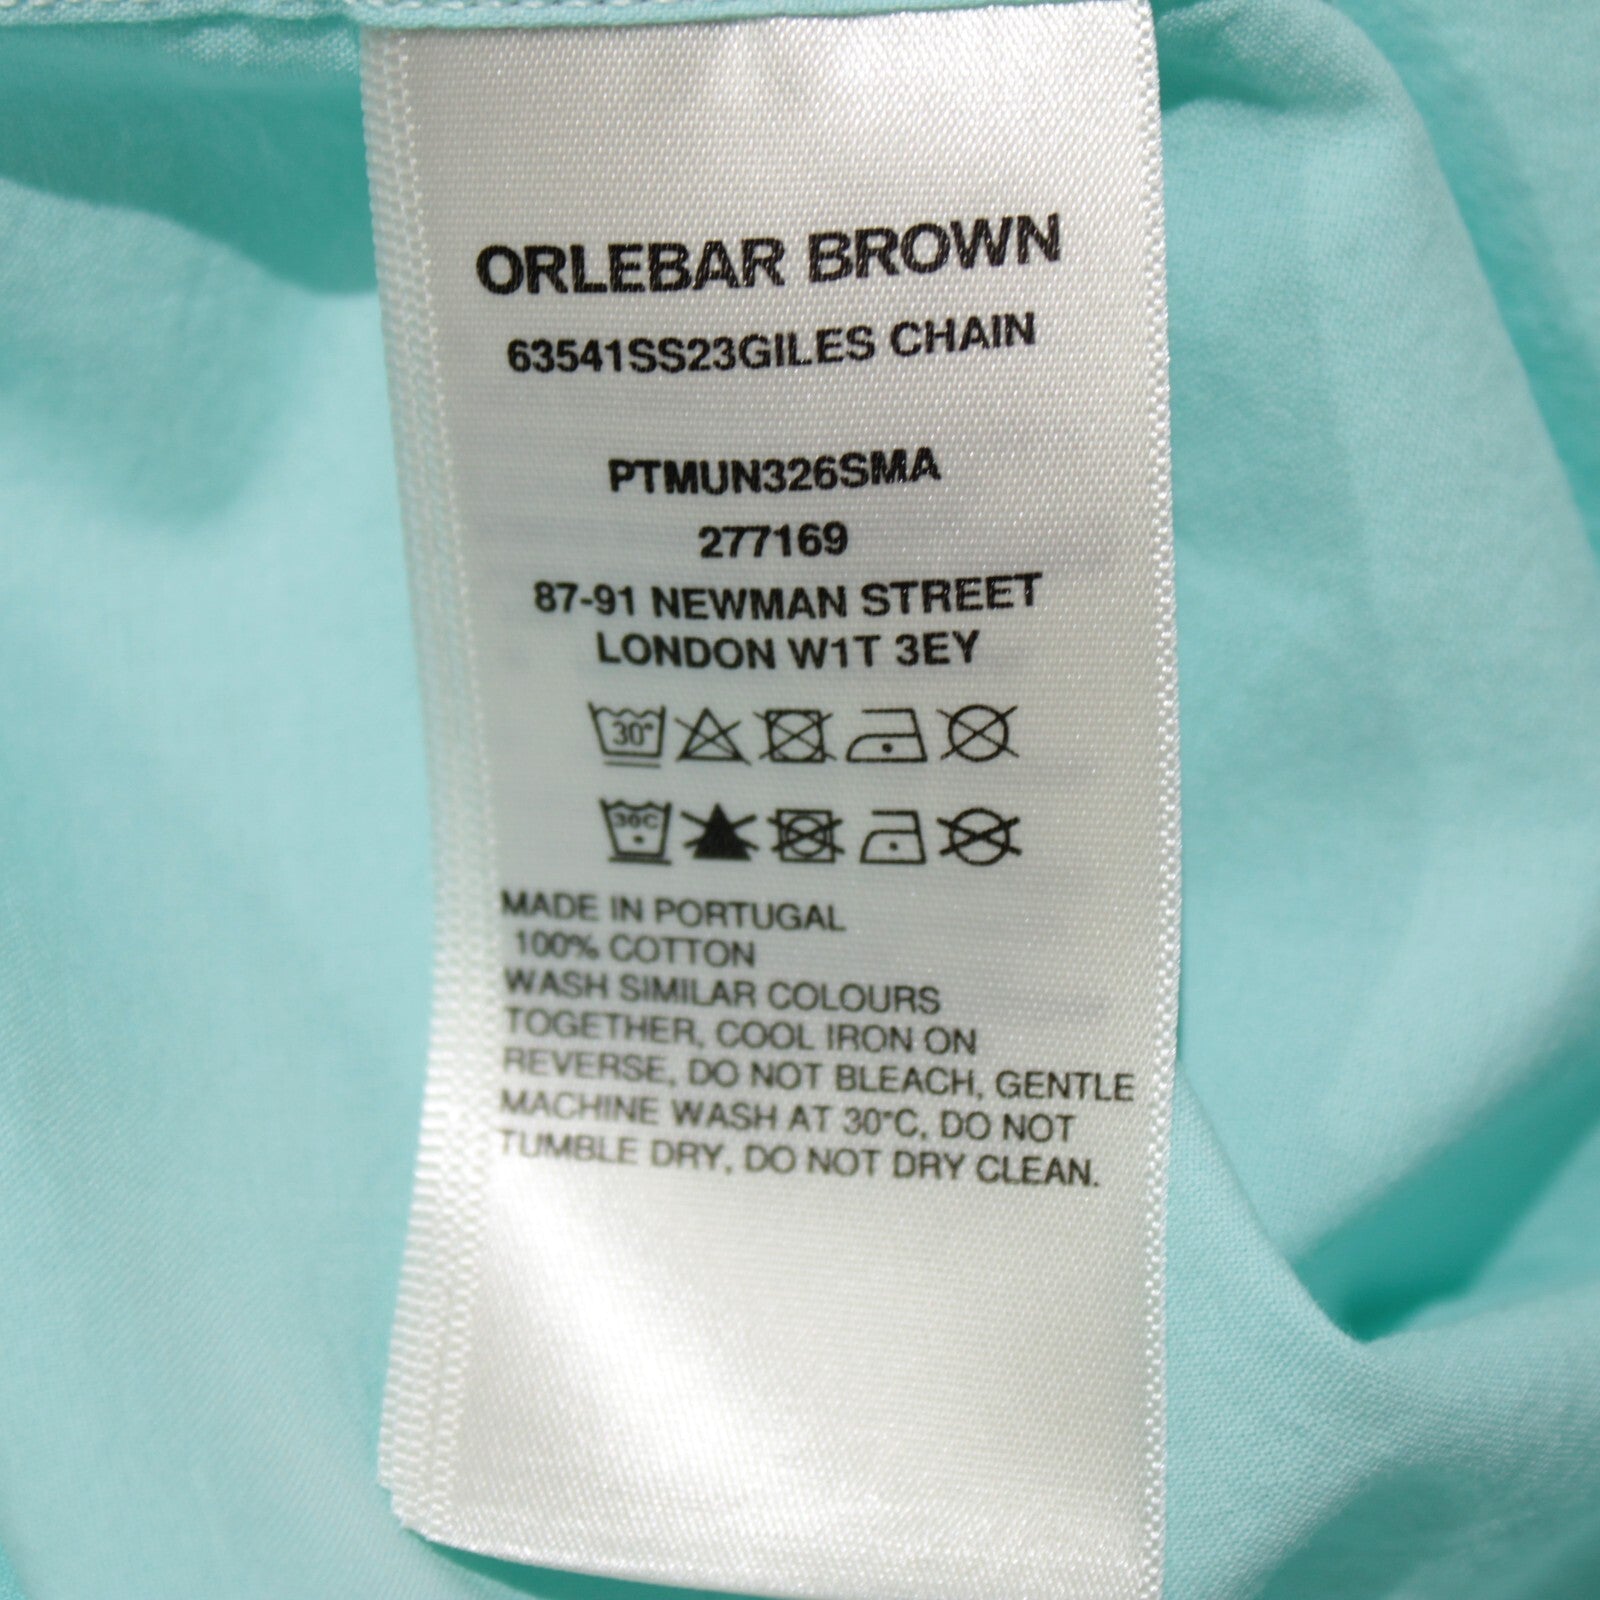 ORLEBAR BROWN
63541SS23GILES CHAIN
PTMUN326SMA
277169
87-91 NEWMAN STREET
LONDON W1T 3EY
30°
30C
MADE IN PORTUGAL
100% COTTON
WASH SIMILAR COLOURS
TOGETHER, COOL IRON ON
REVERSE, DO NOT BLEACH, GENTLE
MACHINE WASH AT 30°C, DO NOT
TUMBLE DRY, DO NOT DRY CLEAN.